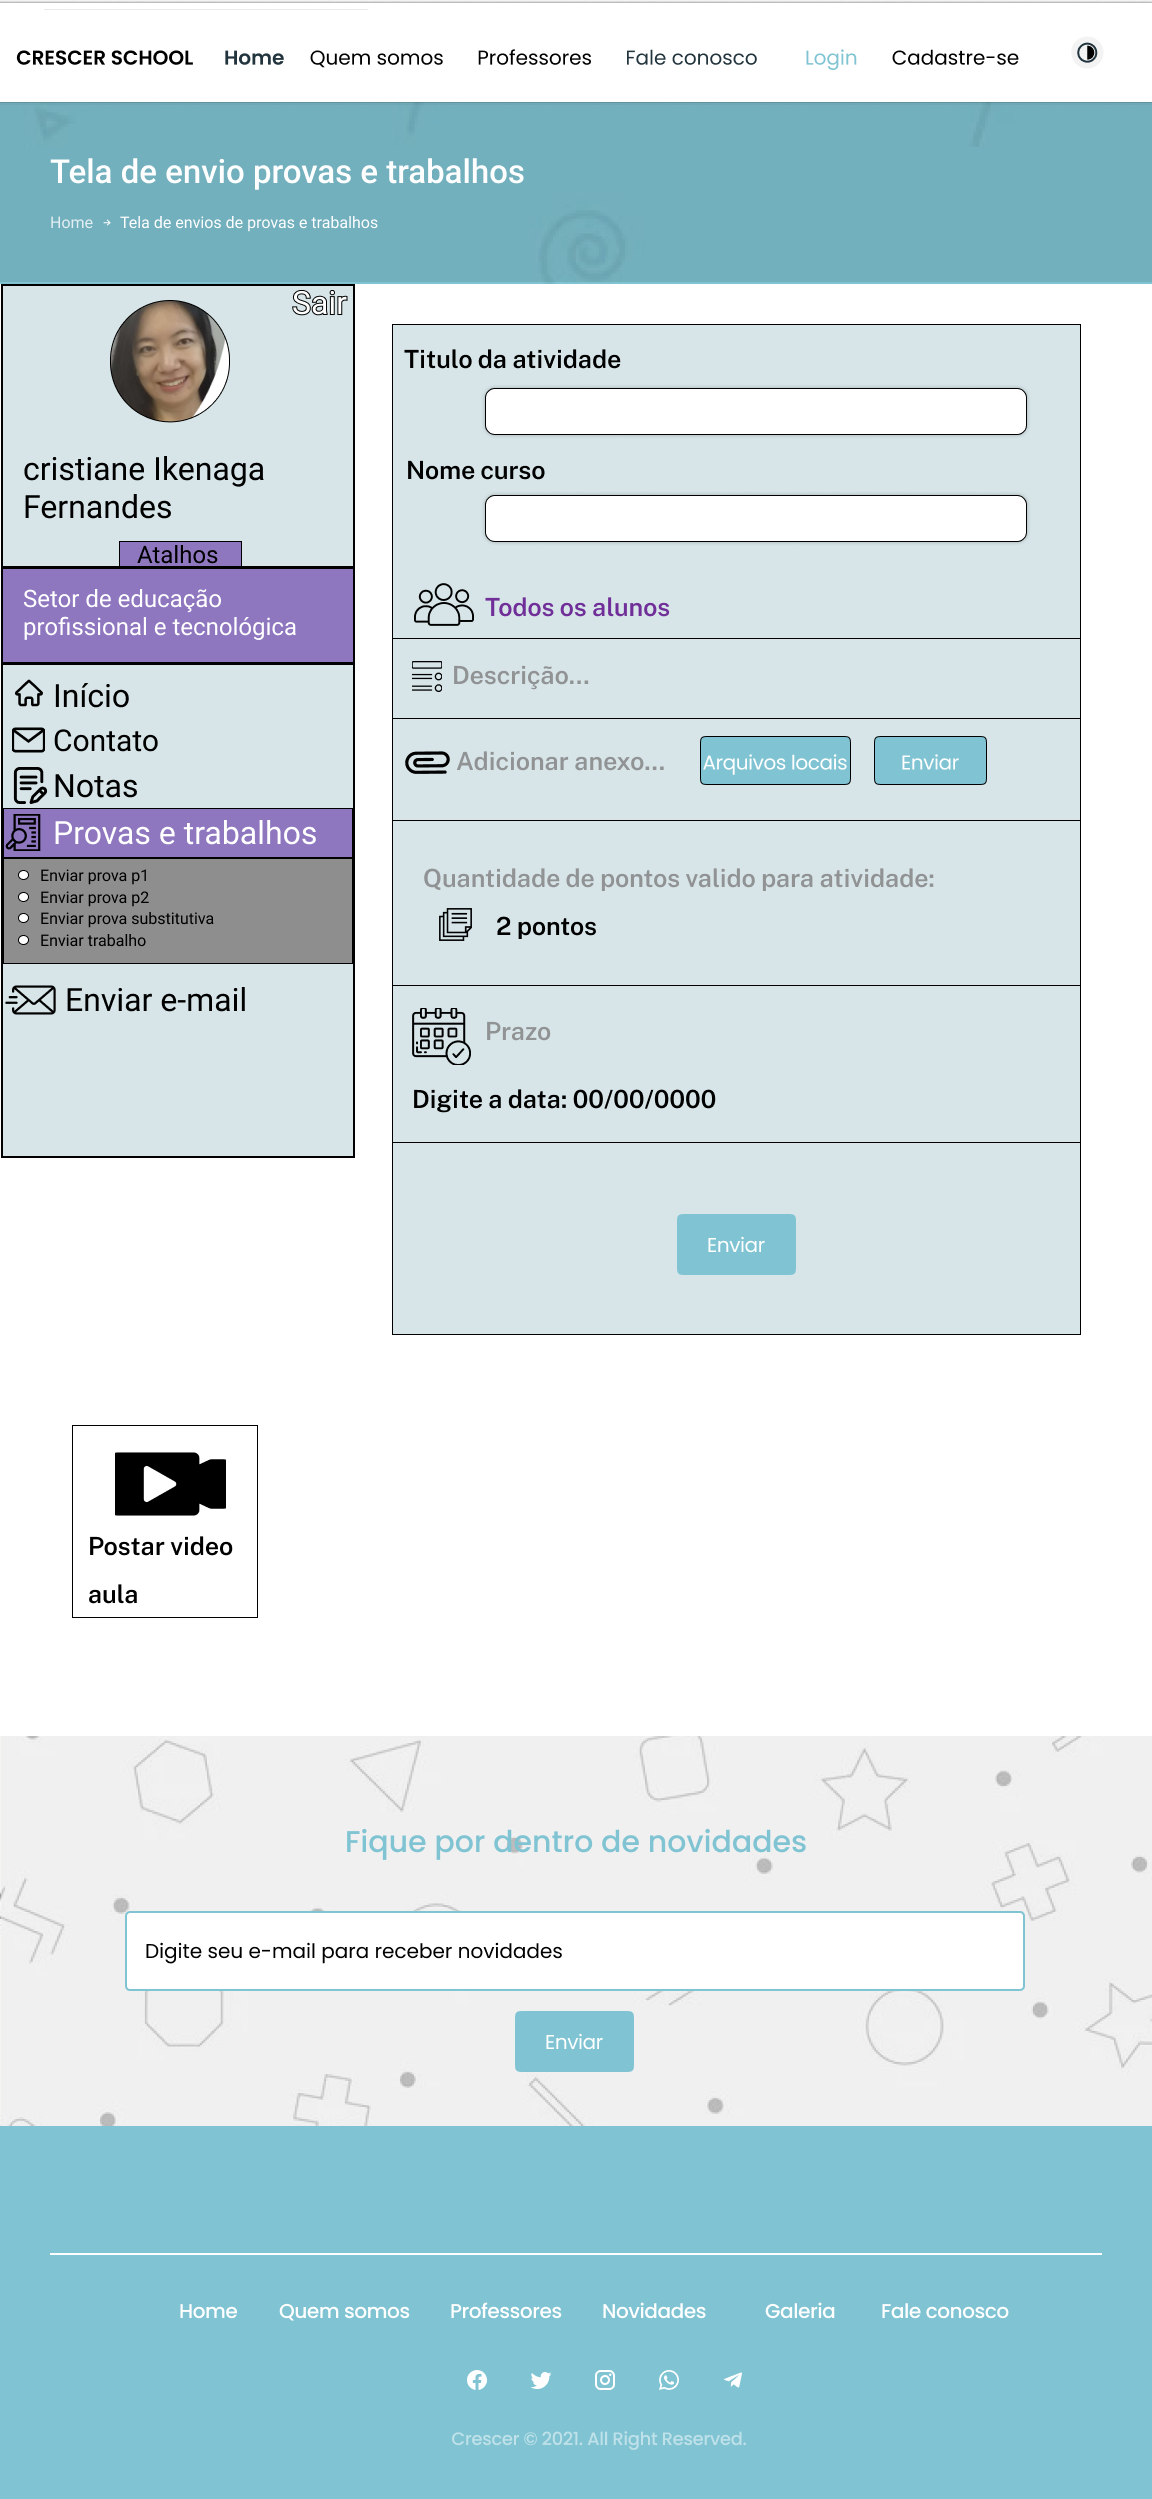 CRESCER SCHOOL Home Quem somos Professores Fale conosco Login Cadastre-se
Tela de envio provas e trabalhos
Home → Tela de envios de provas e trabalhos
Sair
cristiane Ikenaga
Fernandes
Atalhos
Setor de educação
profissional e tecnológica
Início
Contato
Notas
Provas e trabalhos
Enviar prova p1
Enviar prova p2
Enviar prova substitutiva
Enviar trabalho
Enviar e-mail
Titulo da atividade
Nome curso
Todos os alunos
Descrição...
Adicionar anexo... Arquivos locais Enviar
Quantidade de pontos valido para atividade:
2 pontos
Prazo
Digite a data: 00/00/0000
Enviar
Postar video
aula
Fique por dentro de novidades
Digite seu e-mail para receber novidades
Enviar
Home Quem somos Professores Novidades Galeria Fale conosco
Crescer © 2021. All Right Reserved.